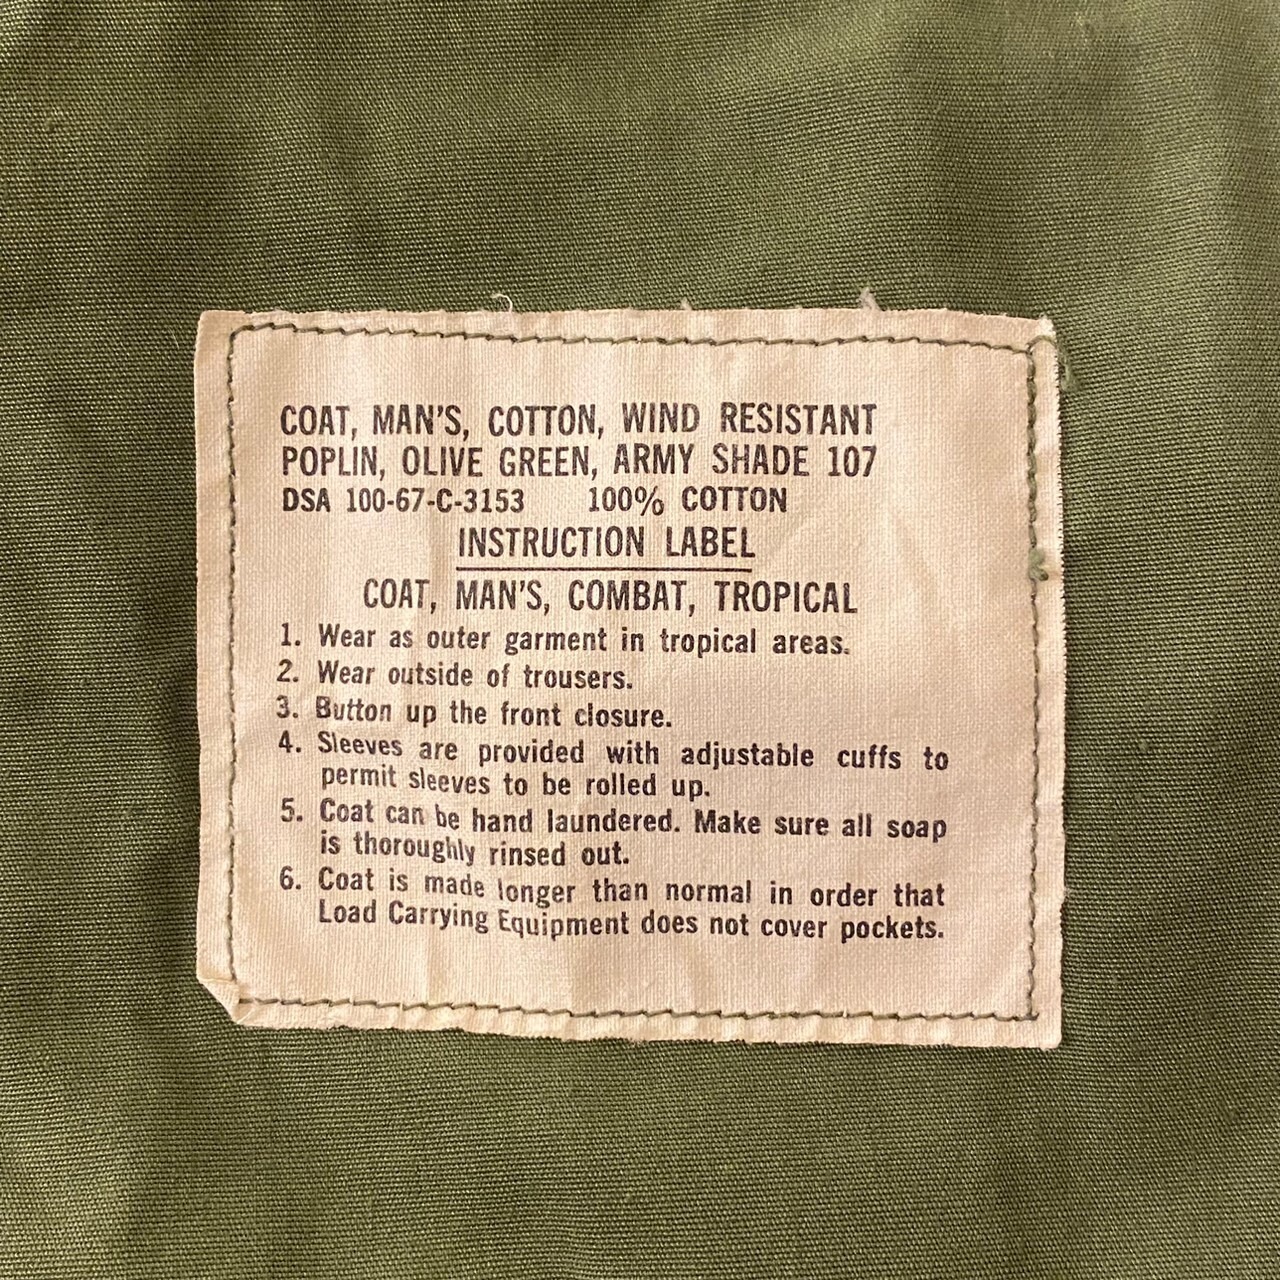 COAT, MAN'S, COTTON, WIND RESISTANT
POPLIN, OLIVE GREEN, ARMY SHADE 107
DSA 100-67-C-3153 100% COTTON
INSTRUCTION LABEL
COAT, MAN'S, COMBAT, TROPICAL
1. Wear as outer garment in tropical areas.
2. Wear outside of trousers.
3. Button up the front closure.
4. Sleeves are provided with adjustable cuffs to
permit sleeves to be rolled up.
5. Coat can be hand laundered. Make sure all soap
is thoroughly rinsed out.
6. Coat is made longer than normal in order that
Load Carrying Equipment does not cover pockets.